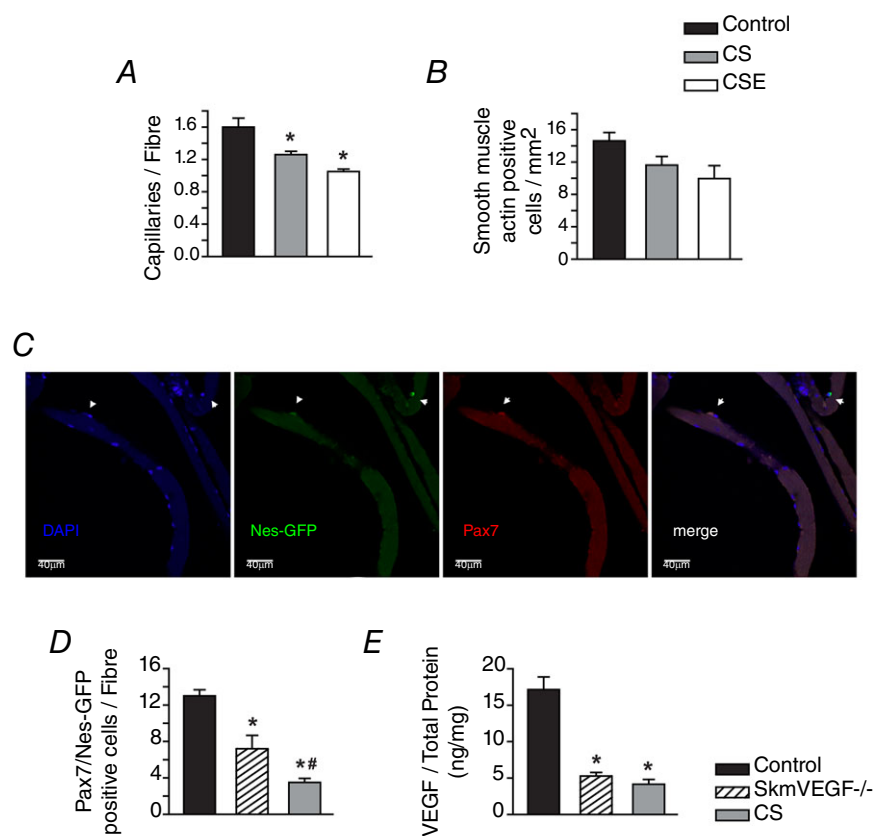 Control
CS
CSE
A
Capillaries / Fibre
1.6
1.2
0.8
0.4
0.0
*
*
B
Smooth muscle
actin positive
cells / mm2
16
12
8
4
0
C
DAPI
40µm
Nes-GFP
40µm
Pax7
40µm
merge
40µm
D
Pax7/Nes-GFP
positive cells / Fibre
16
12
8
4
0
*
*#
E
VEGF / Total Protein
(ng/mg)
20
15
10
5
0
*
*
Control
SkmVEGF-/-
CS